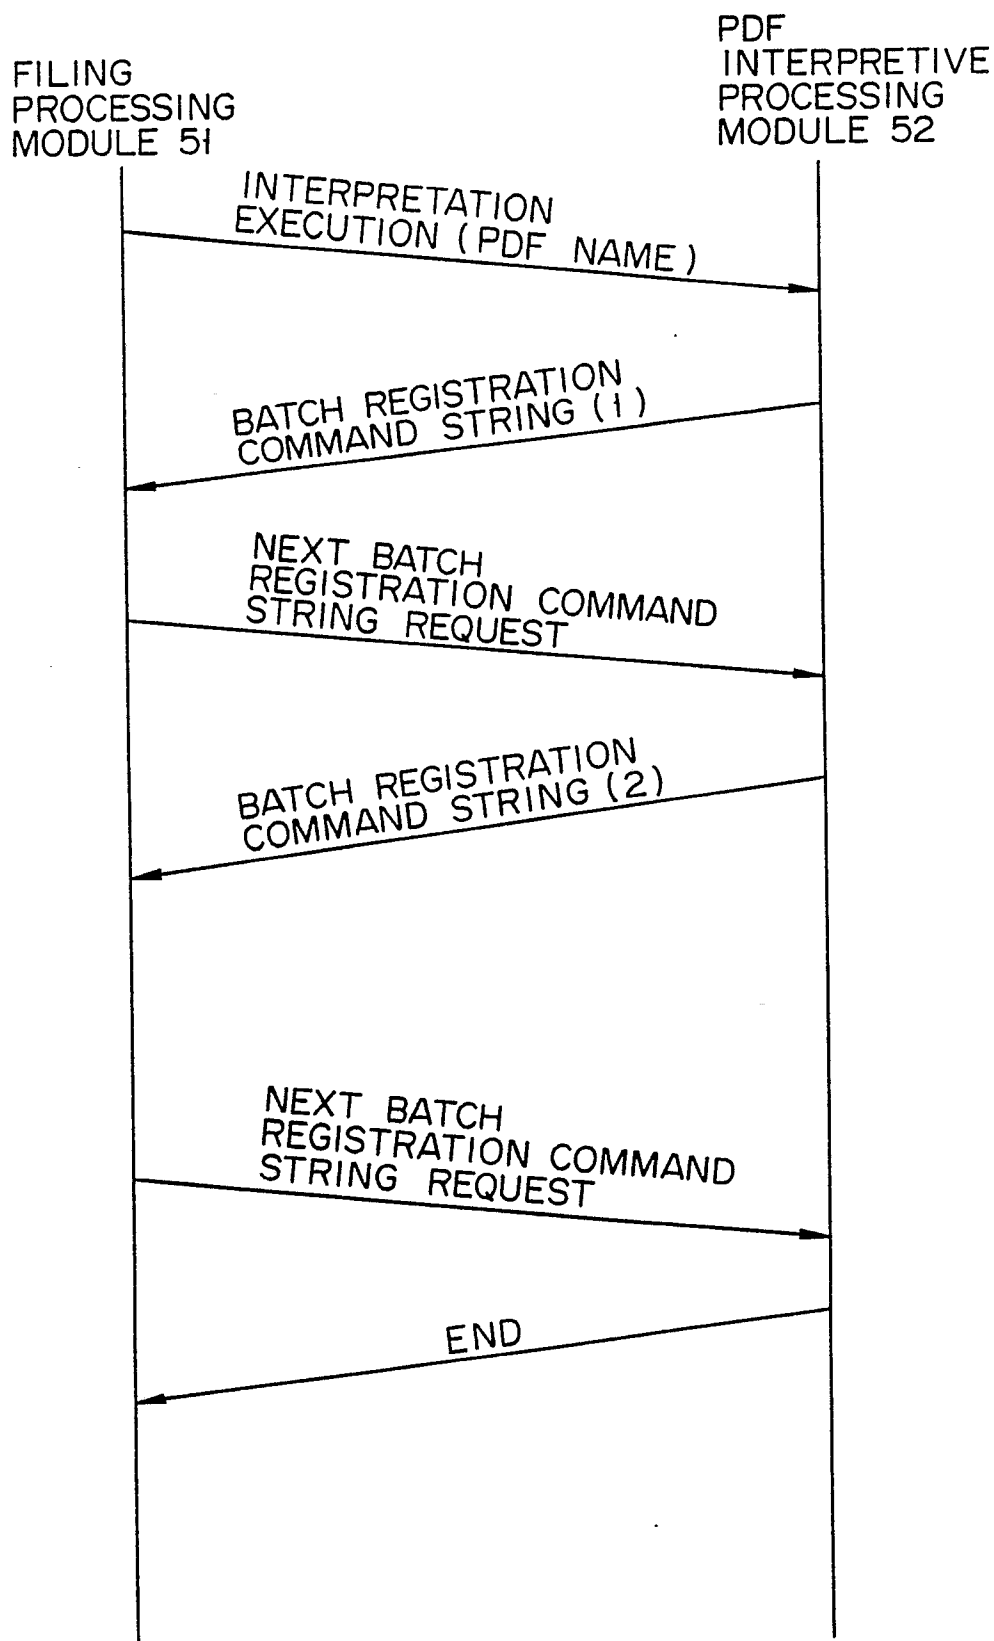 FILING
PROCESSING
MODULE 51
PDF
INTERPRETIVE
PROCESSING
MODULE 52
INTERPRETATION
EXECUTION (PDF NAME)
BATCH REGISTRATION
COMMAND STRING (1)
NEXT BATCH
REGISTRATION COMMAND
STRING REQUEST
BATCH REGISTRATION
COMMAND STRING (2)
NEXT BATCH
REGISTRATION COMMAND
STRING REQUEST
END